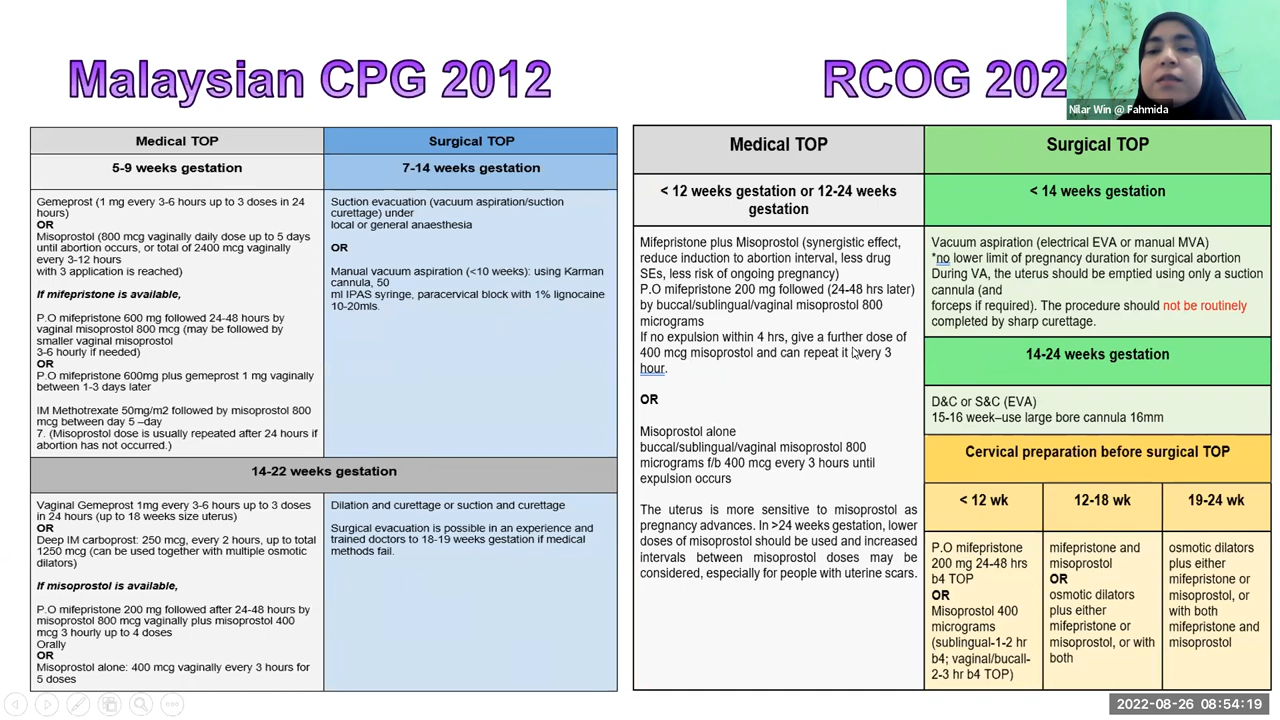 Malaysian CPG 2012
Medical TOP
Surgical TOP
5-9 weeks gestation
7-14 weeks gestation
Gemeprost (1 mg every 3-6 hours up to 3 doses in 24
hours)
OR
Misoprostol (800 mcg vaginally daily dose up to 5 days
until abortion occurs, or total of 2400 mcg vaginally
every 3-12 hours
with 3 application is reached)
If mifepristone is available,
P.O mifepristone 600 mg followed 24-48 hours by
vaginal misoprostol 800 mcg (may be followed by
smaller vaginal misoprostol
3-6 hourly if needed)
OR
P.O mifepristone 600mg plus gemeprost 1 mg vaginally
between 1-3 days later
IM Methotrexate 50mg/m2 followed by misoprostol 800
mcg between day 5 –day
7. (Misoprostol dose is usually repeated after 24 hours if
abortion has not occurred.)
Suction evacuation (vacuum aspiration/suction
curettage) under
local or general anaesthesia
OR
Manual vacuum aspiration (<10 weeks): using Karman
cannula, 50
ml IPAS syringe, paracervical block with 1% lignocaine
10-20mls.
14-22 weeks gestation
Vaginal Gemeprost 1mg every 3-6 hours up to 3 doses
in 24 hours (up to 18 weeks size uterus)
OR
Deep IM carboprost: 250 mcg, every 2 hours, up to total
1250 mcg (can be used together with multiple osmotic
dilators)
If misoprostol is available,
P.O mifepristone 200 mg followed after 24-48 hours by
misoprostol 800 mcg vaginally plus misoprostol 400
mcg 3 hourly up to 4 doses
Orally
OR
Misoprostol alone: 400 mcg vaginally every 3 hours for
5 doses
Dilation and curettage or suction and curettage
Surgical evacuation is possible in an experience and
trained doctors to 18-19 weeks gestation if medical
methods fail.
RCOG 202
Medical TOP
Surgical TOP
< 12 weeks gestation or 12-24 weeks
gestation
< 14 weeks gestation
Mifepristone plus Misoprostol (synergistic effect,
reduce induction to abortion interval, less drug
SEs, less risk of ongoing pregnancy)
P.O mifepristone 200 mg followed (24-48 hrs later)
by buccal/sublingual/vaginal misoprostol 800
micrograms
If no expulsion within 4 hrs, give a further dose of
400 mcg misoprostol and can repeat it every 3
hour.
OR
Misoprostol alone
buccal/sublingual/vaginal misoprostol 800
micrograms f/b 400 mcg every 3 hours until
expulsion occurs
The uterus is more sensitive to misoprostol as
pregnancy advances. In >24 weeks gestation, lower
doses of misoprostol should be used and increased
intervals between misoprostol doses may be
considered, especially for people with uterine scars.
Vacuum aspiration (electrical EVA or manual MVA)
*no lower limit of pregnancy duration for surgical abortion
During VA, the uterus should be emptied using only a suction
cannula (and
forceps if required). The procedure should not be routinely
completed by sharp curettage.
14-24 weeks gestation
D&C or S&C (EVA)
15-16 week–use large bore cannula 16mm
Cervical preparation before surgical TOP
< 12 wk
12-18 wk
19-24 wk
P.O mifepristone
200 mg 24-48 hrs
b4 TOP
OR
Misoprostol 400
micrograms
(sublingual-1-2 hr
b4; vaginal/bucall-
2-3 hr b4 TOP)
mifepristone and
misoprostol
OR
osmotic dilators
plus either
mifepristone or
misoprostol, or with
both
osmotic dilators
plus either
mifepristone or
misoprostol, or
with both
mifepristone and
misoprostol
Nilar Win @ Fahmida
2022-08-26 08:54:19